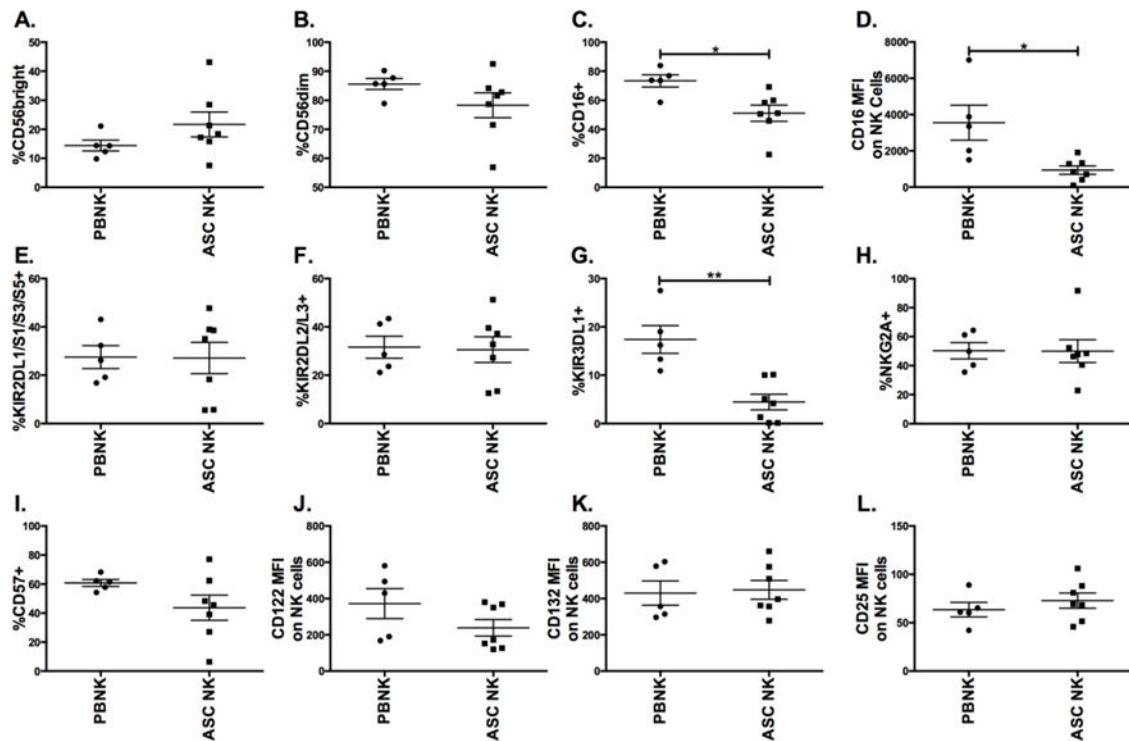 A.
%CD56bright
50
40
30
20
10
0
PBNK
ASC NK
B.
%CD56dim
100
90
80
70
60
50
PBNK
ASC NK
C.
%CD16+
100
80
60
40
20
0
*
PBNK
ASC NK
D.
CD16 MFI
on NK Cells
8000
6000
4000
2000
0
*
PBNK
ASC NK
E.
%KIR2DL1/S1/S3/S5+
60
40
20
0
PBNK
ASC NK
F.
%KIR2DL2/L3+
60
40
20
0
PBNK
ASC NK
G.
%KIR3DL1+
30
20
10
0
**
PBNK
ASC NK
H.
%NKG2A+
100
80
60
40
20
0
PBNK
ASC NK
I.
%CD57+
100
80
60
40
20
0
PBNK
ASC NK
J.
CD122 MFI
on NK cells
800
600
400
200
0
PBNK
ASC NK
K.
CD132 MFI
on NK cells
800
600
400
200
0
PBNK
ASC NK
L.
CD25 MFI
on NK cells
150
100
50
0
PBNK
ASC NK